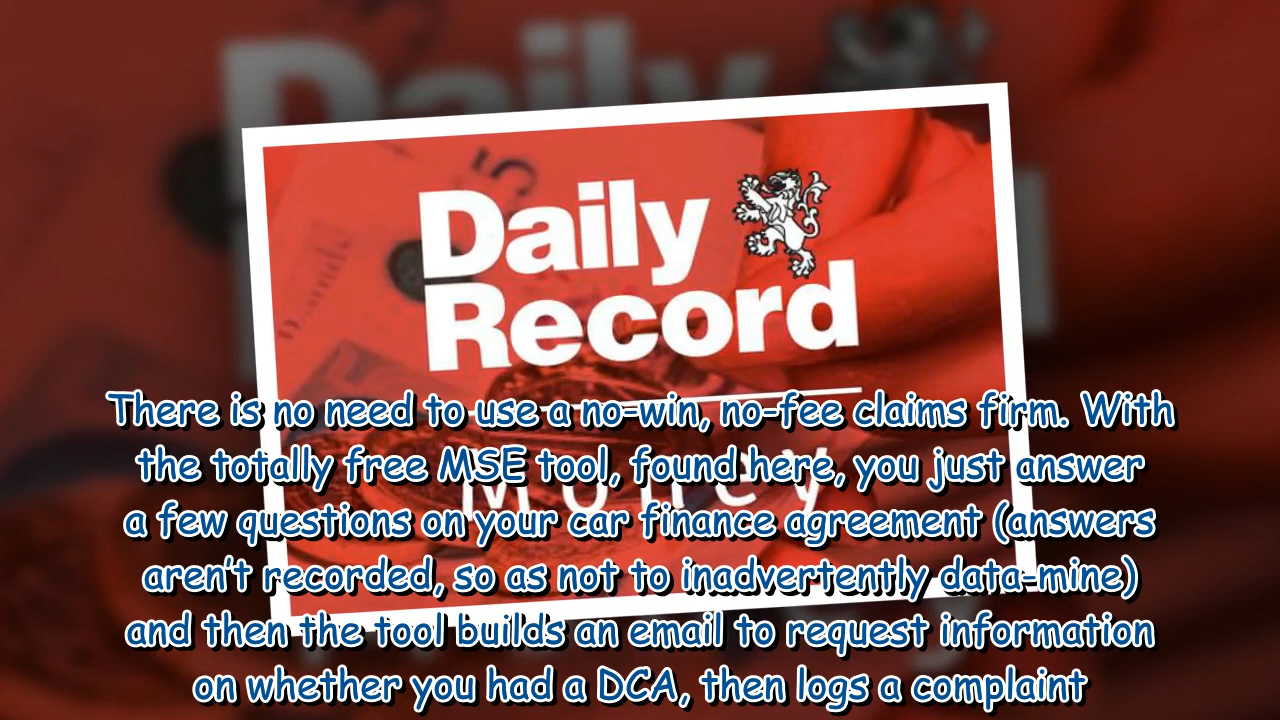 Daily
Record
Money
There is no need to use a no-win, no-fee claims firm. With
the totally free MSE tool, found here, you just answer
a few questions on your car finance agreement (answers
aren't recorded, so as not to inadvertently data-mine)
and then the tool builds an email to request information
on whether you had a DCA, then logs a complaint